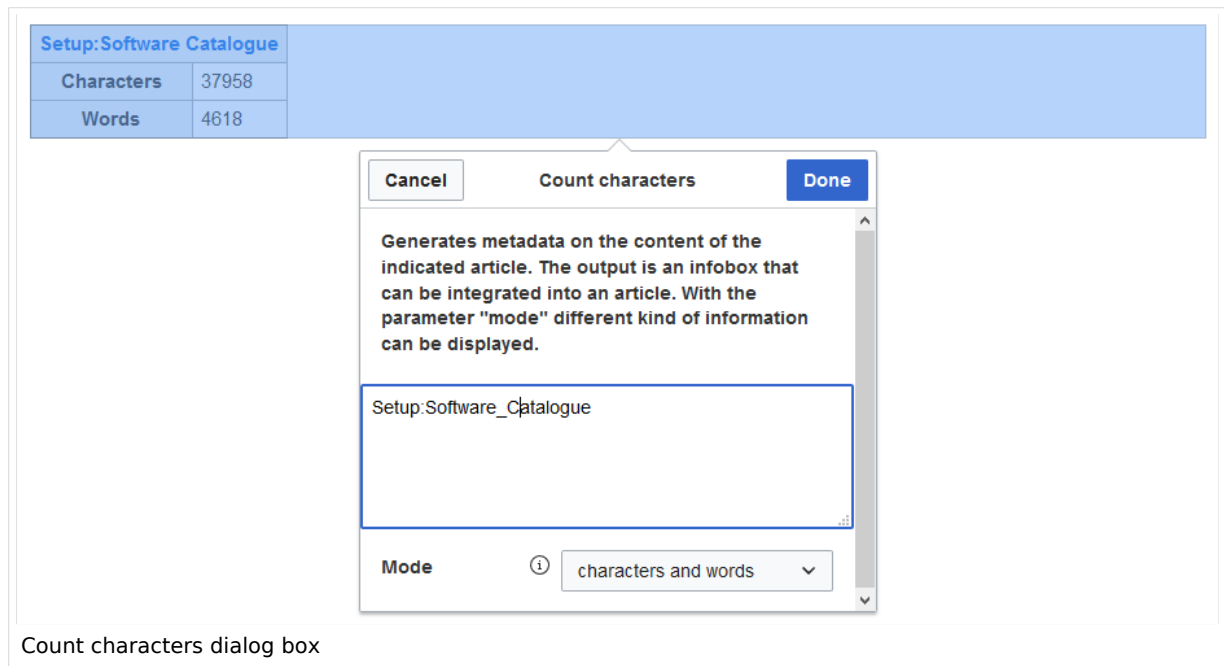 Setup:Software Catalogue
Characters 37958
Words 4618
Cancel Count characters Done
Generates metadata on the content of the
indicated article. The output is an infobox that
can be integrated into an article. With the
parameter "mode" different kind of information
can be displayed.
Setup:Software_Catalogue
Mode characters and words
Count characters dialog box